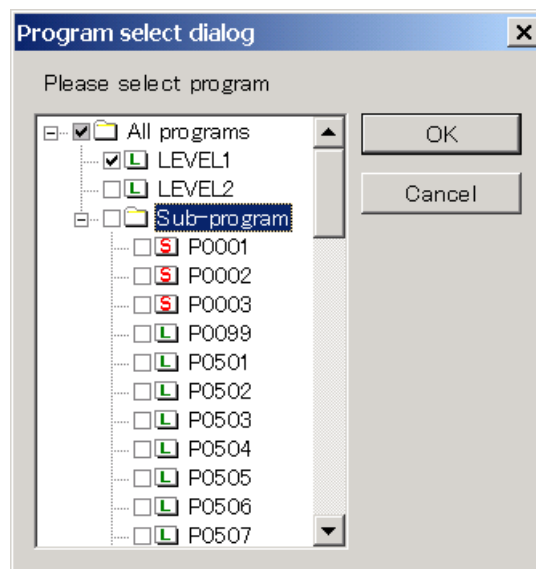 Program select dialog
Please select program
All programs
OK
L LEVEL1
L LEVEL2
Cancel
Sub-program
S P0001
S P0002
S P0003
L P0099
L P0501
L P0502
L P0503
L P0504
L P0505
L P0506
L P0507